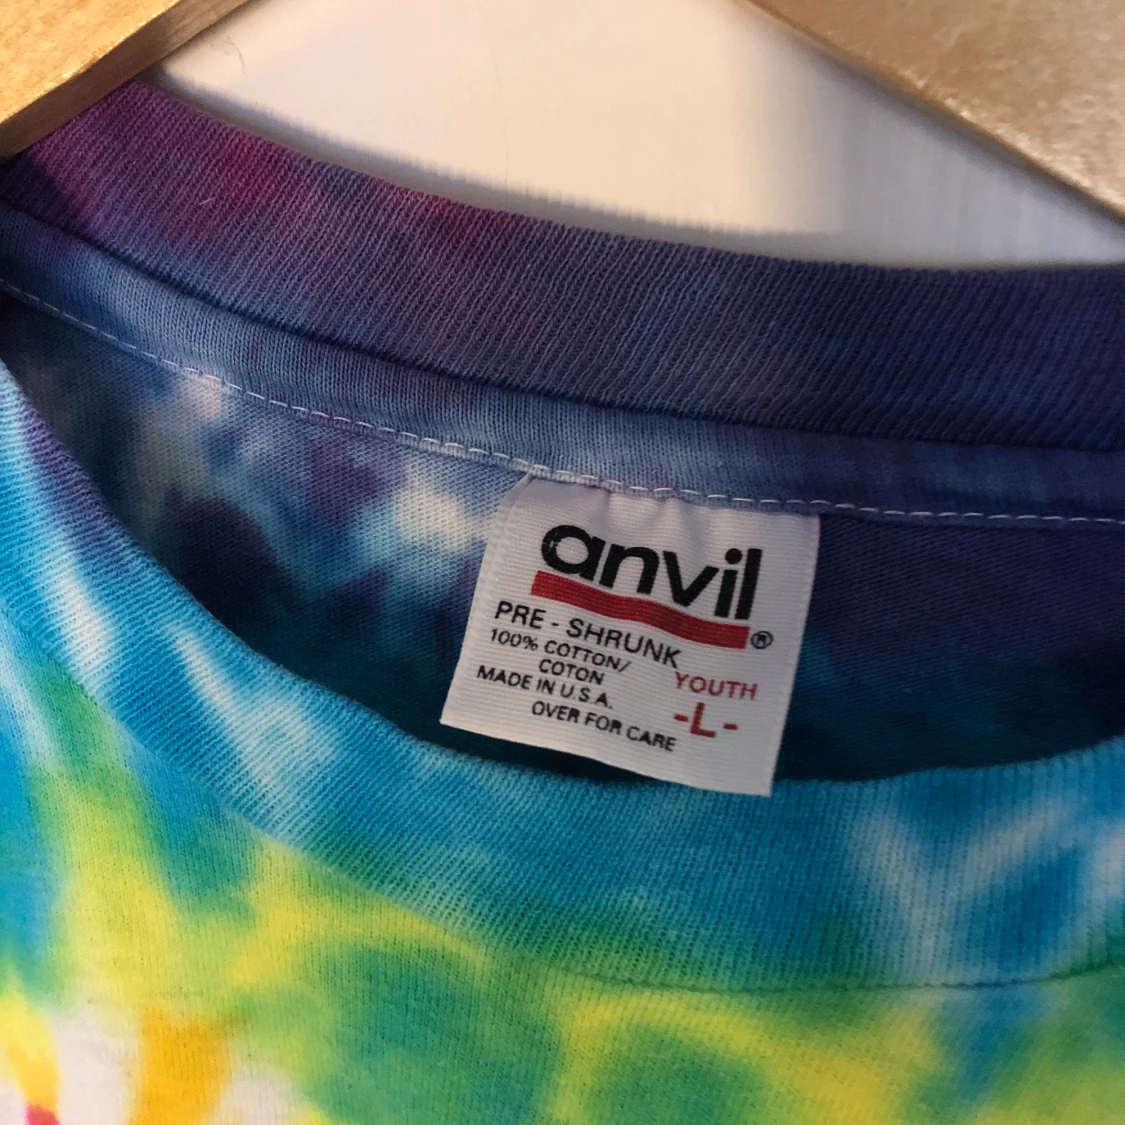 anvil®
PRE - SHRUNK
100% COTTON/
COTON
MADE IN U.S.A.
OVER FOR CARE
YOUTH
-L-